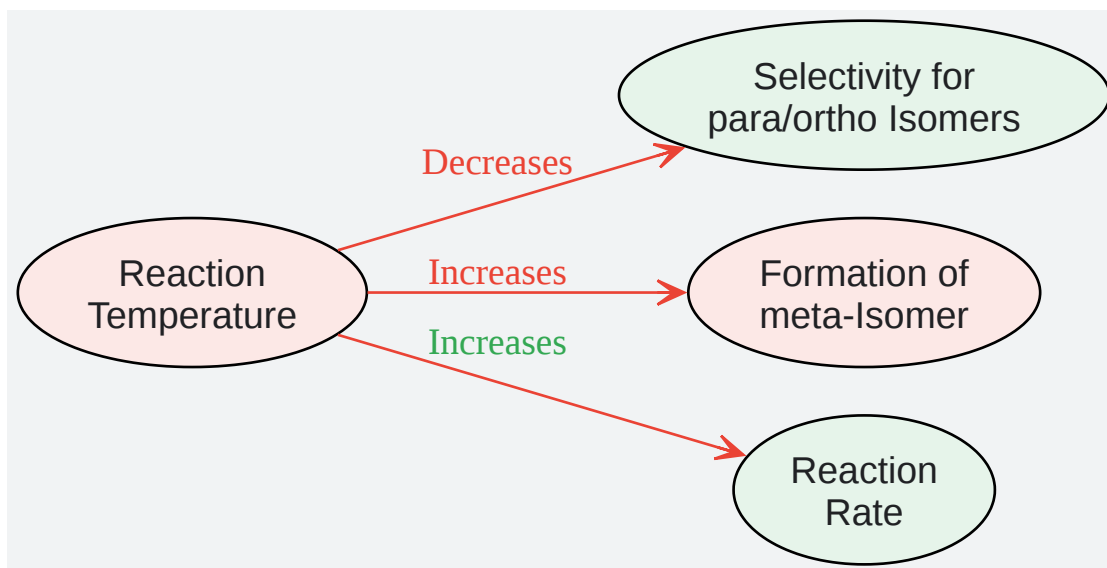 Selectivity for
para/ortho Isomers
Decreases
Reaction
Temperature
Increases
Formation of
meta-Isomer
Increases
Reaction
Rate